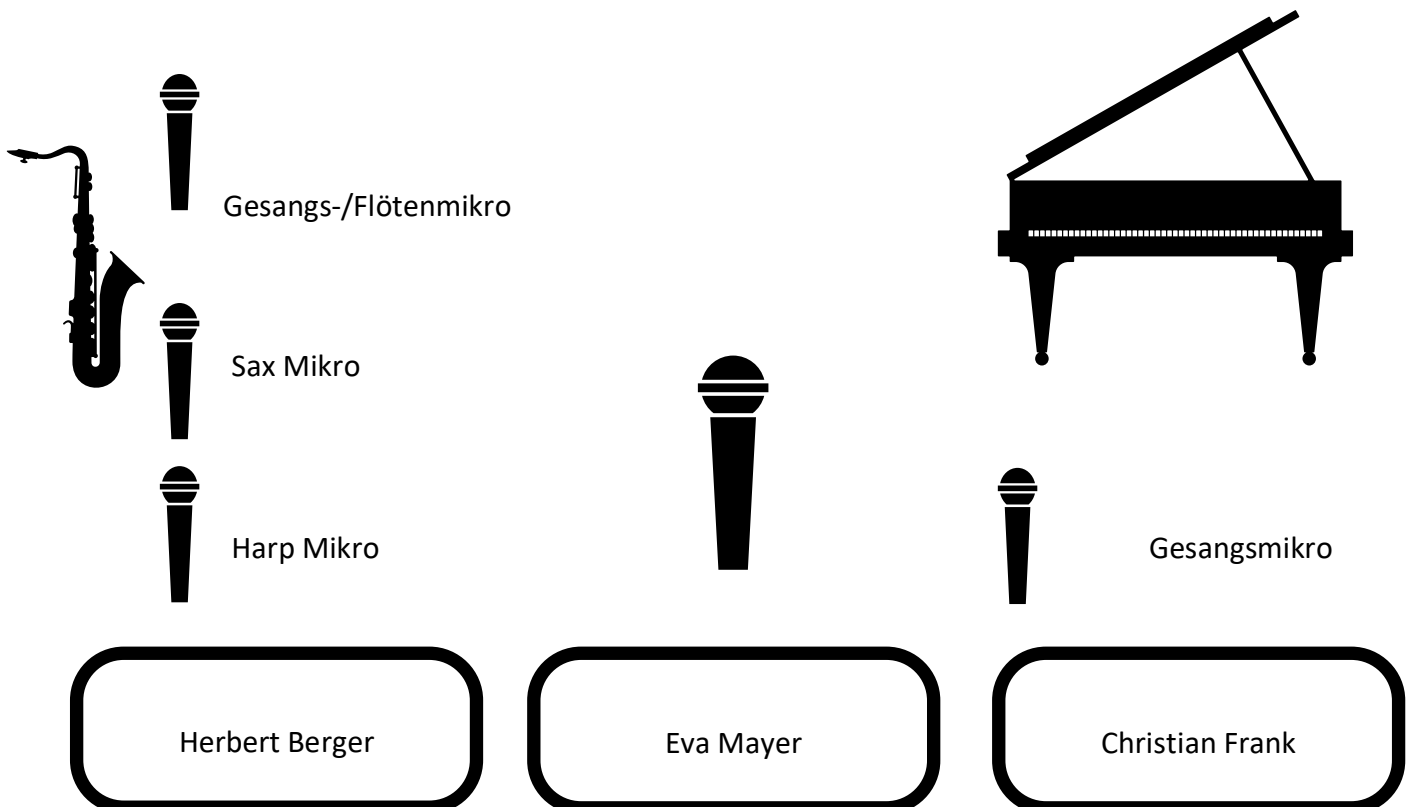 Gesangs-/Flötenmikro
Sax Mikro
Harp Mikro
Gesangsmikro
Herbert Berger
Eva Mayer
Christian Frank